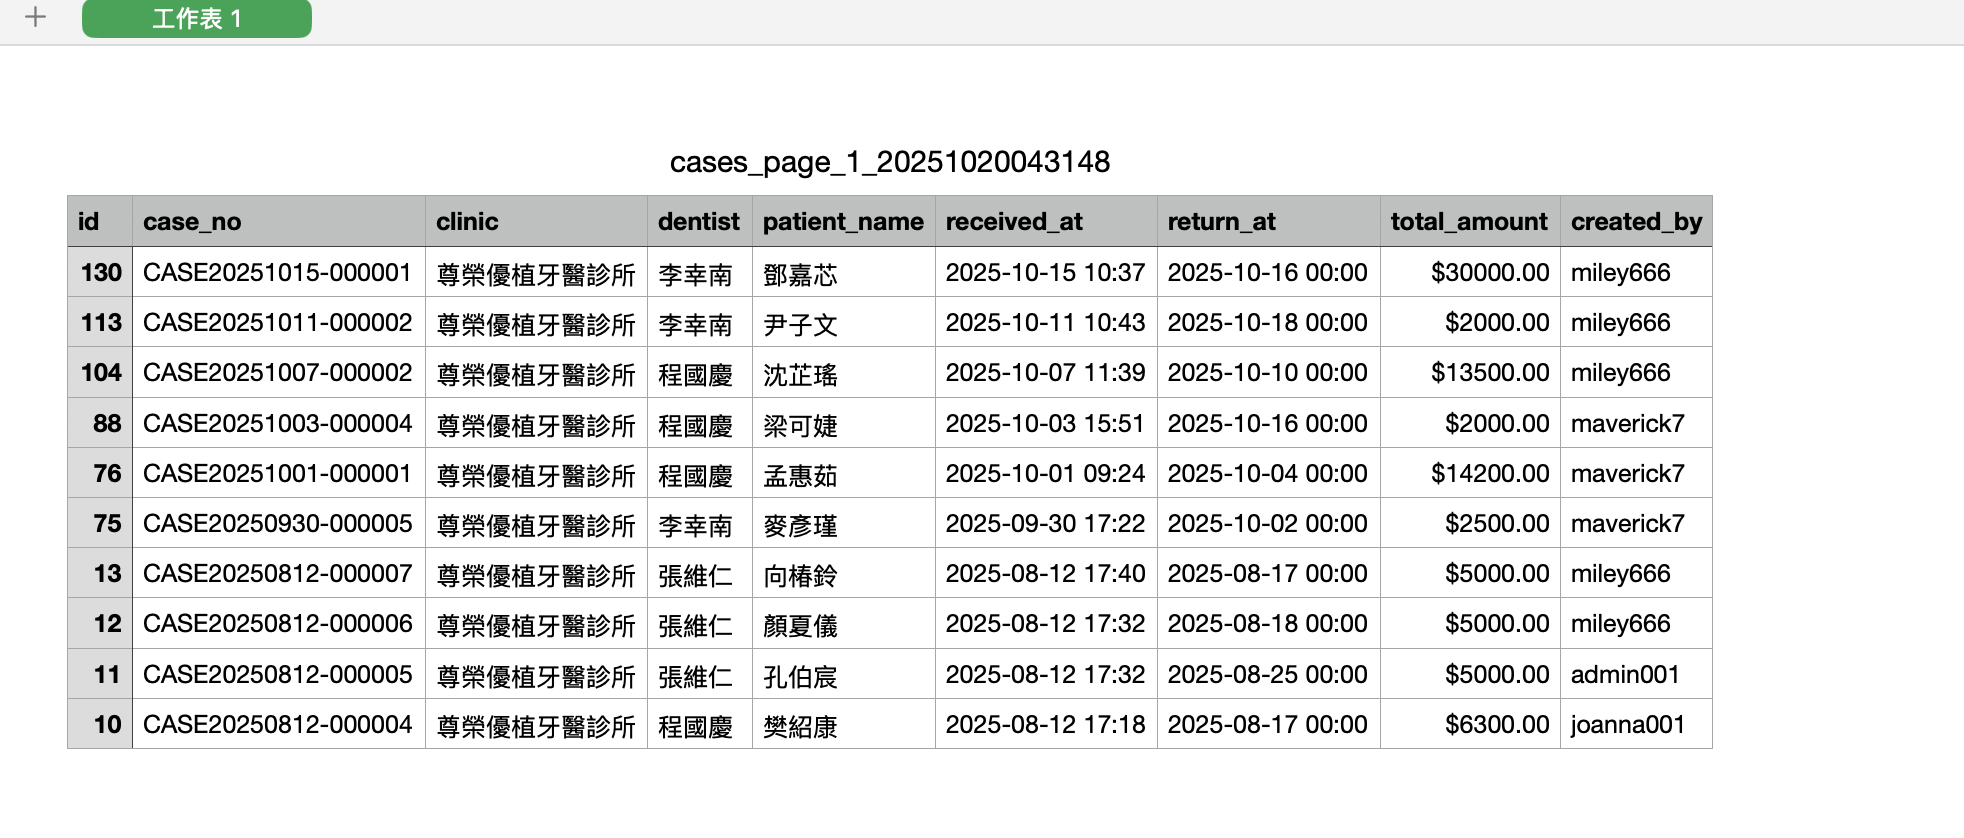 工作表 1
cases_page_1_20251020043148
id case_no clinic dentist patient_name received_at return_at total_amount created_by
130 CASE20251015-000001 尊榮優植牙醫診所 李幸南 鄧嘉芯 2025-10-15 10:37 2025-10-16 00:00 $30000.00 miley666
113 CASE20251011-000002 尊榮優植牙醫診所 李幸南 尹子文 2025-10-11 10:43 2025-10-18 00:00 $2000.00 miley666
104 CASE20251007-000002 尊榮優植牙醫診所 程國慶 沈芷瑤 2025-10-07 11:39 2025-10-10 00:00 $13500.00 miley666
88 CASE20251003-000004 尊榮優植牙醫診所 程國慶 梁可婕 2025-10-03 15:51 2025-10-16 00:00 $2000.00 maverick7
76 CASE20251001-000001 尊榮優植牙醫診所 程國慶 孟惠茹 2025-10-01 09:24 2025-10-04 00:00 $14200.00 maverick7
75 CASE20250930-000005 尊榮優植牙醫診所 李幸南 麥彥瑾 2025-09-30 17:22 2025-10-02 00:00 $2500.00 maverick7
13 CASE20250812-000007 尊榮優植牙醫診所 張維仁 向椿鈴 2025-08-12 17:40 2025-08-17 00:00 $5000.00 miley666
12 CASE20250812-000006 尊榮優植牙醫診所 張維仁 顏夏儀 2025-08-12 17:32 2025-08-18 00:00 $5000.00 miley666
11 CASE20250812-000005 尊榮優植牙醫診所 張維仁 孔伯宸 2025-08-12 17:32 2025-08-25 00:00 $5000.00 admin001
10 CASE20250812-000004 尊榮優植牙醫診所 程國慶 樊紹康 2025-08-12 17:18 2025-08-17 00:00 $6300.00 joanna001